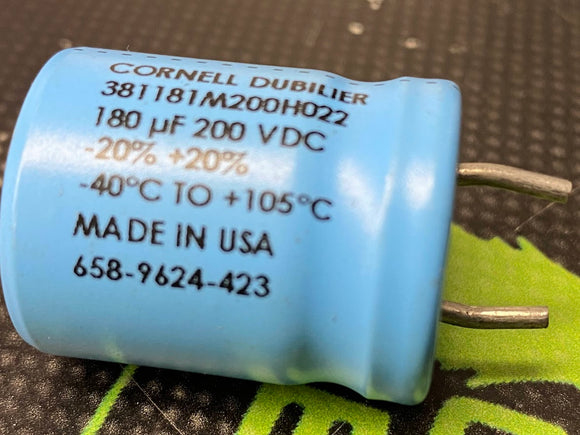 CORNELL DUBILIER
381181M200H022
180 µF 200 VDC
-20% +20%
-40°C TO +105°C
MADE IN USA
658-9624-423